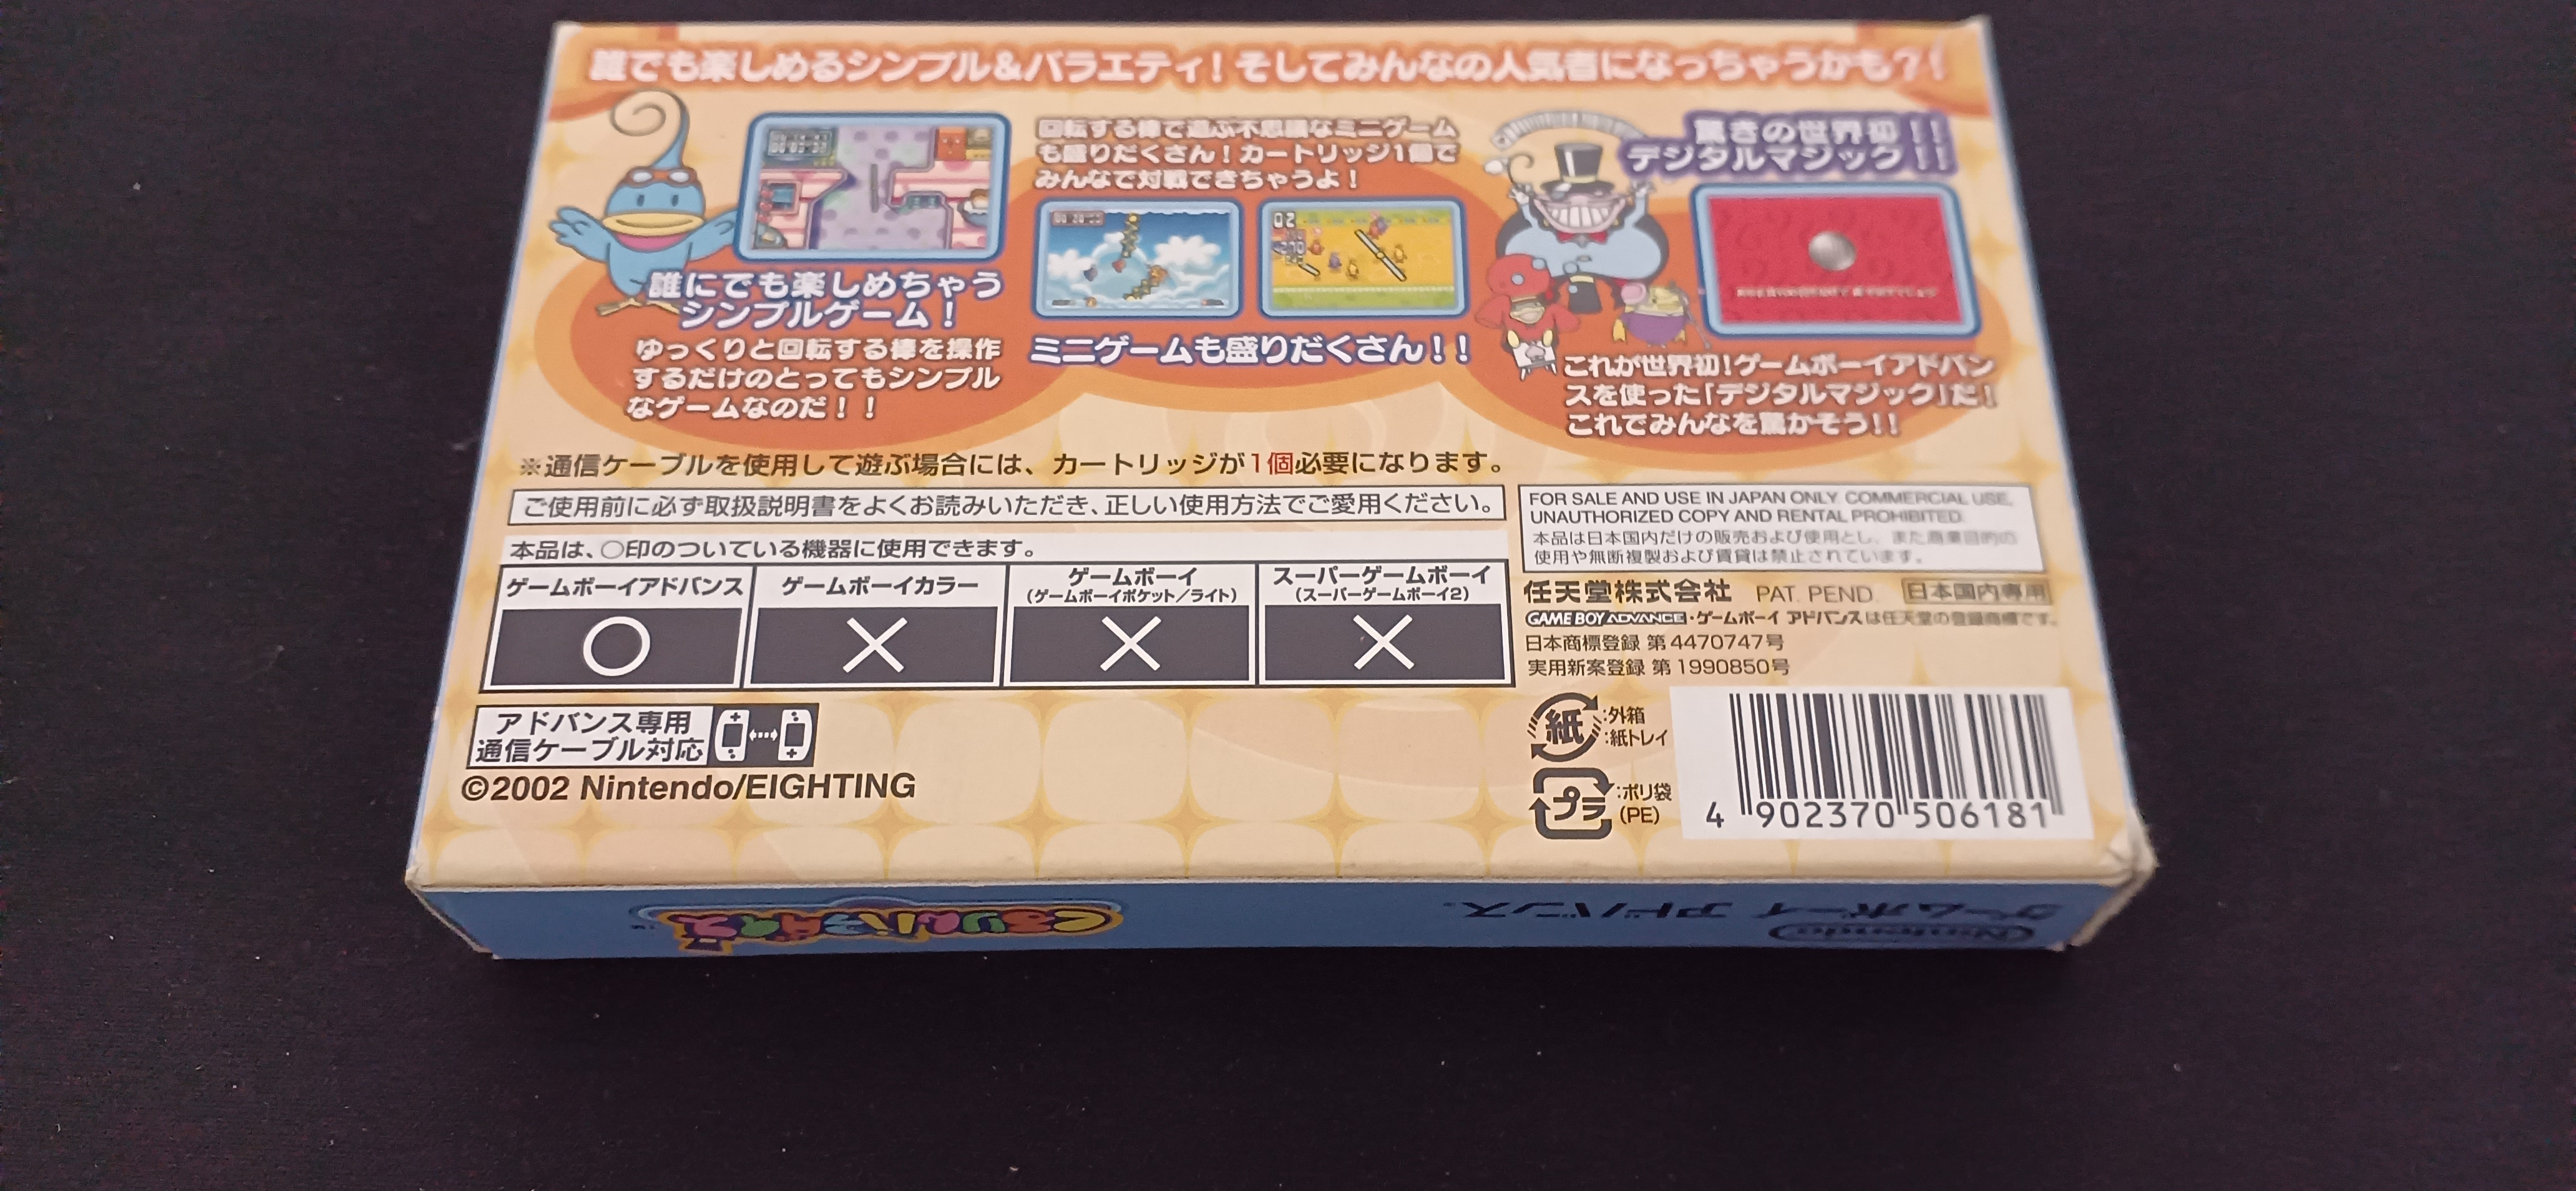 誰でも楽しめるシンプル&バラエティ!そしてみんなの人気者になっちゃうかも?!
誰にでも楽しめちゃう
シンプルゲーム!
ゆっくりと回転する棒を操作
するだけのとってもシンプル
なゲームなのだ!!
回転する棒で遊ぶ不思議なミニゲーム
も盛りだくさん!カートリッジ1個で
みんなで対戦できちゃうよ!
02
ミニゲームも盛りだくさん!!
驚きの世界初!!
デジタルマジック!!
これが世界初!ゲームボーイアドバン
スを使った「デジタルマジック」だ!
これでみんなを驚かそう!!
※通信ケーブルを使用して遊ぶ場合には、カートリッジが1個必要になります。
ご使用前に必ず取扱説明書をよくお読みいただき、正しい使用方法でご愛用ください。
本品は、○印のついている機器に使用できます。
ゲームボーイアドバンス
ゲームボーイカラー
ゲームボーイ
(ゲームボーイポケット/ライト)
スーパーゲームボーイ
(スーパーゲームボーイ2)
○ × × ×
アドバンス専用
通信ケーブル対応
©2002 Nintendo/EIGHTING
FOR SALE AND USE IN JAPAN ONLY. COMMERCIAL USE,
UNAUTHORIZED COPY AND RENTAL PROHIBITED.
本品は日本国内だけの販売および使用とし、また商業目的の
使用や無断複製および賃貸は禁止されています。
任天堂株式会社 PAT. PEND. 日本国内専用
GAME BOY ADVANCE・ゲームボーイ アドバンスは任天堂の登録商標です。
日本商標登録 第4470747号
実用新案登録 第1990850号
紙 :外箱
:紙トレイ
プラ :ポリ袋
(PE)
4 902370 506181
くるりんパラダイス
ゲームボーイ アドバンス
Nintendo